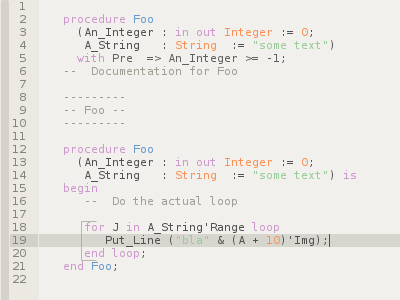 1
2 procedure Foo
3 (An_Integer : in out Integer := 0;
4 A_String : String := "some text")
5 with Pre => An_Integer >= -1;
6 -- Documentation for Foo
7
8 ---------
9 -- Foo --
10 ---------
11
12 procedure Foo
13 (An_Integer : in out Integer := 0;
14 A_String : String := "some text") is
15 begin
16 -- Do the actual loop
17
18 for J in A_String'Range loop
19 Put_Line ("bla" & (A + 10)'Img);
20 end loop;
21 end Foo;
22